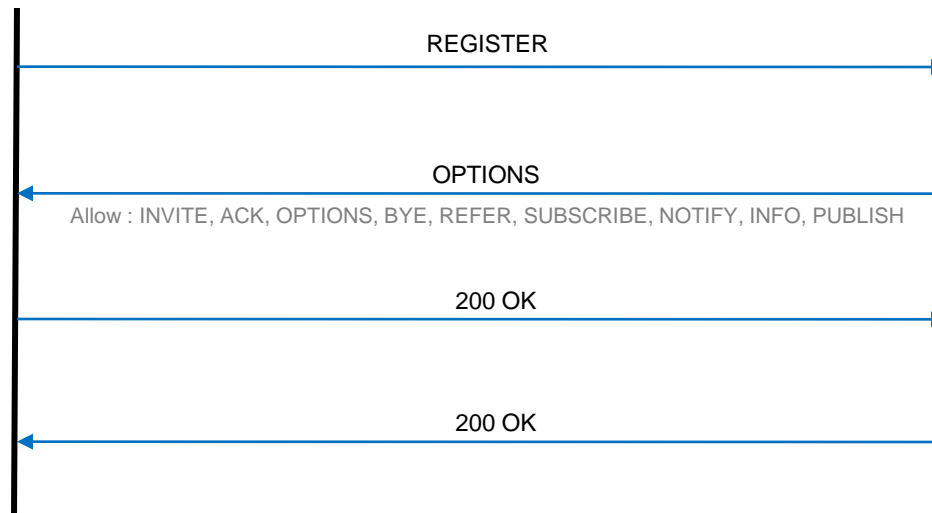 REGISTER
OPTIONS
Allow : INVITE, ACK, OPTIONS, BYE, REFER, SUBSCRIBE, NOTIFY, INFO, PUBLISH
200 OK
200 OK